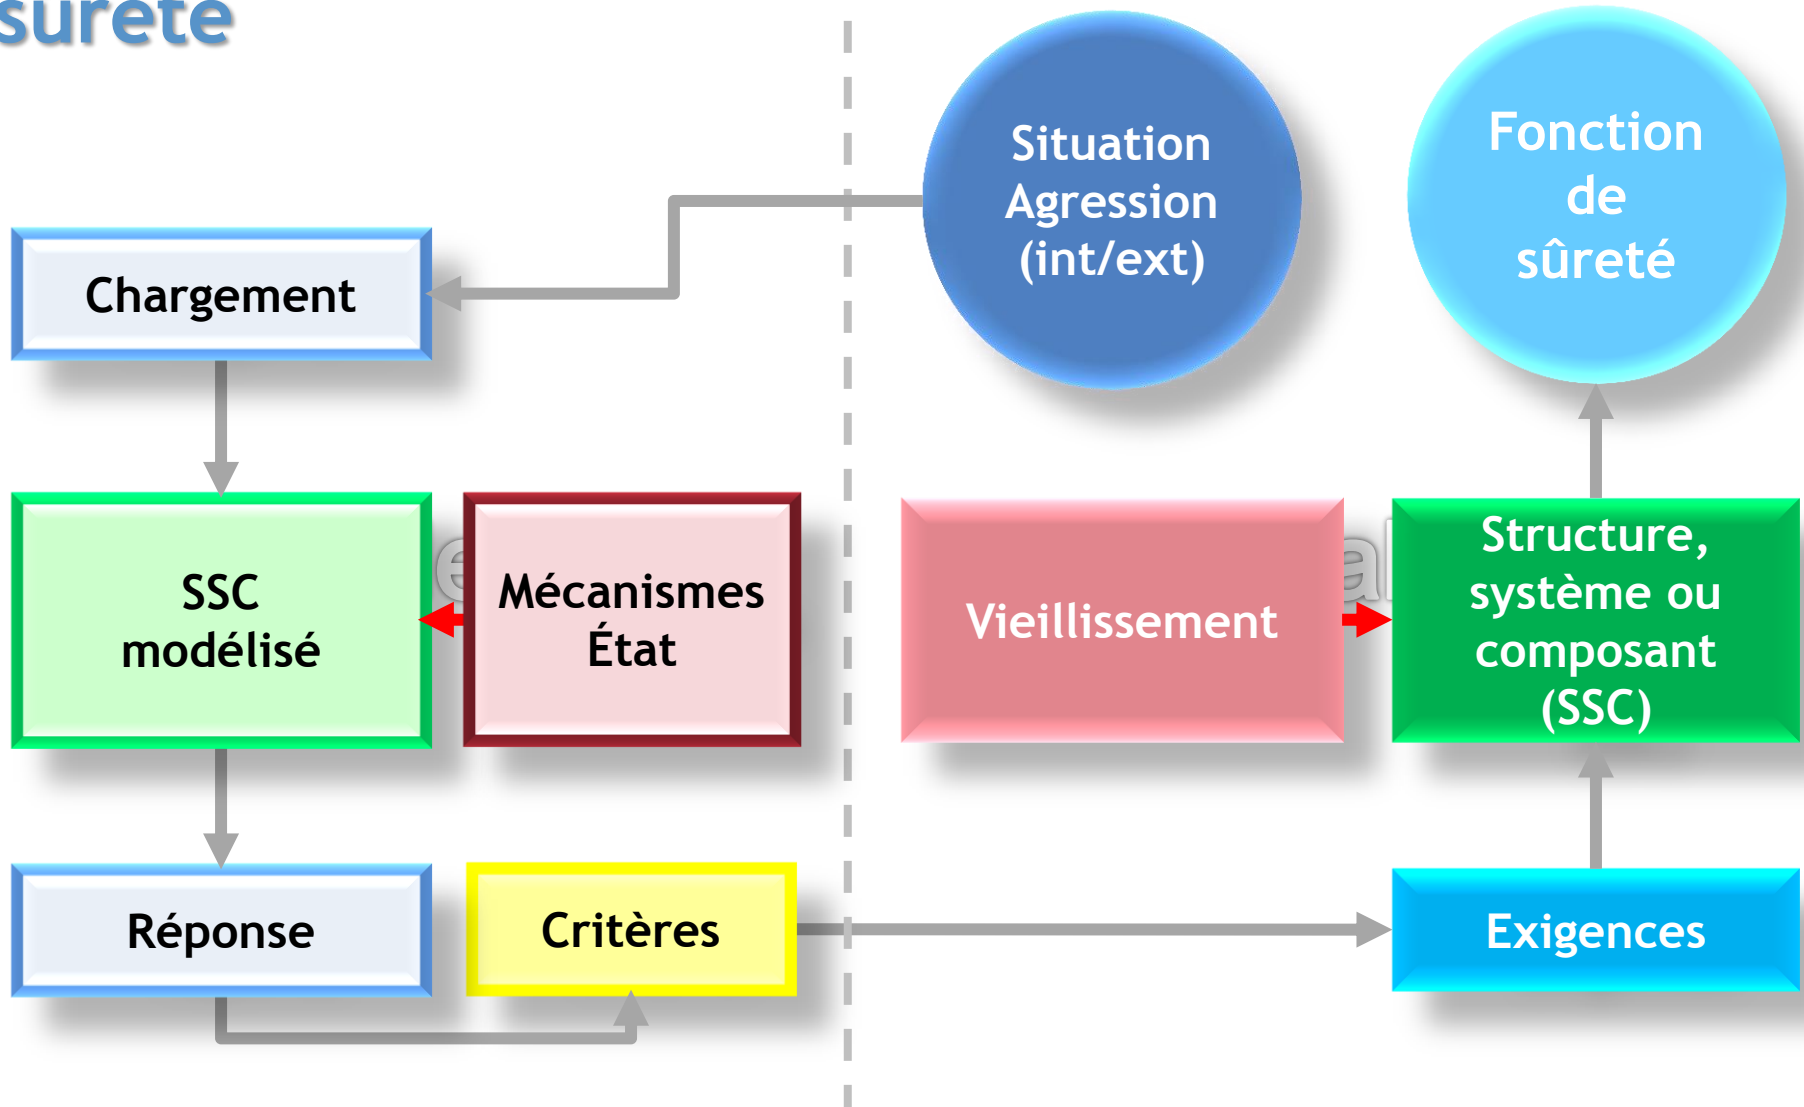 sûreté
Situation
Agression
(int/ext)
Fonction
de
sûreté
Chargement
SSC
modélisé
Mécanismes
État
Vieillissement
Structure,
système ou
composant
(SSC)
Réponse
Critères
Exigences